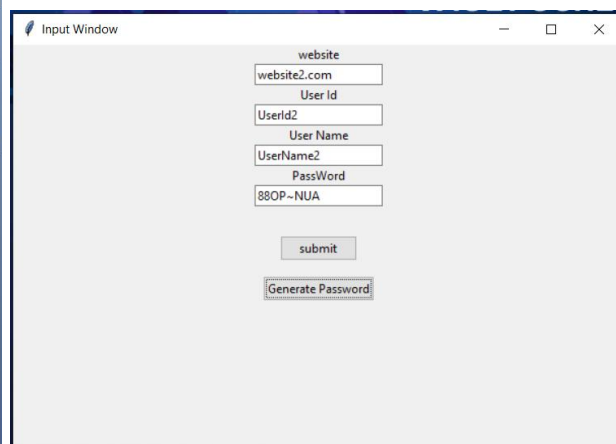 Input Window
website
website2.com
User Id
UserId2
User Name
UserName2
PassWord
88OP~NUA
submit
Generate Password